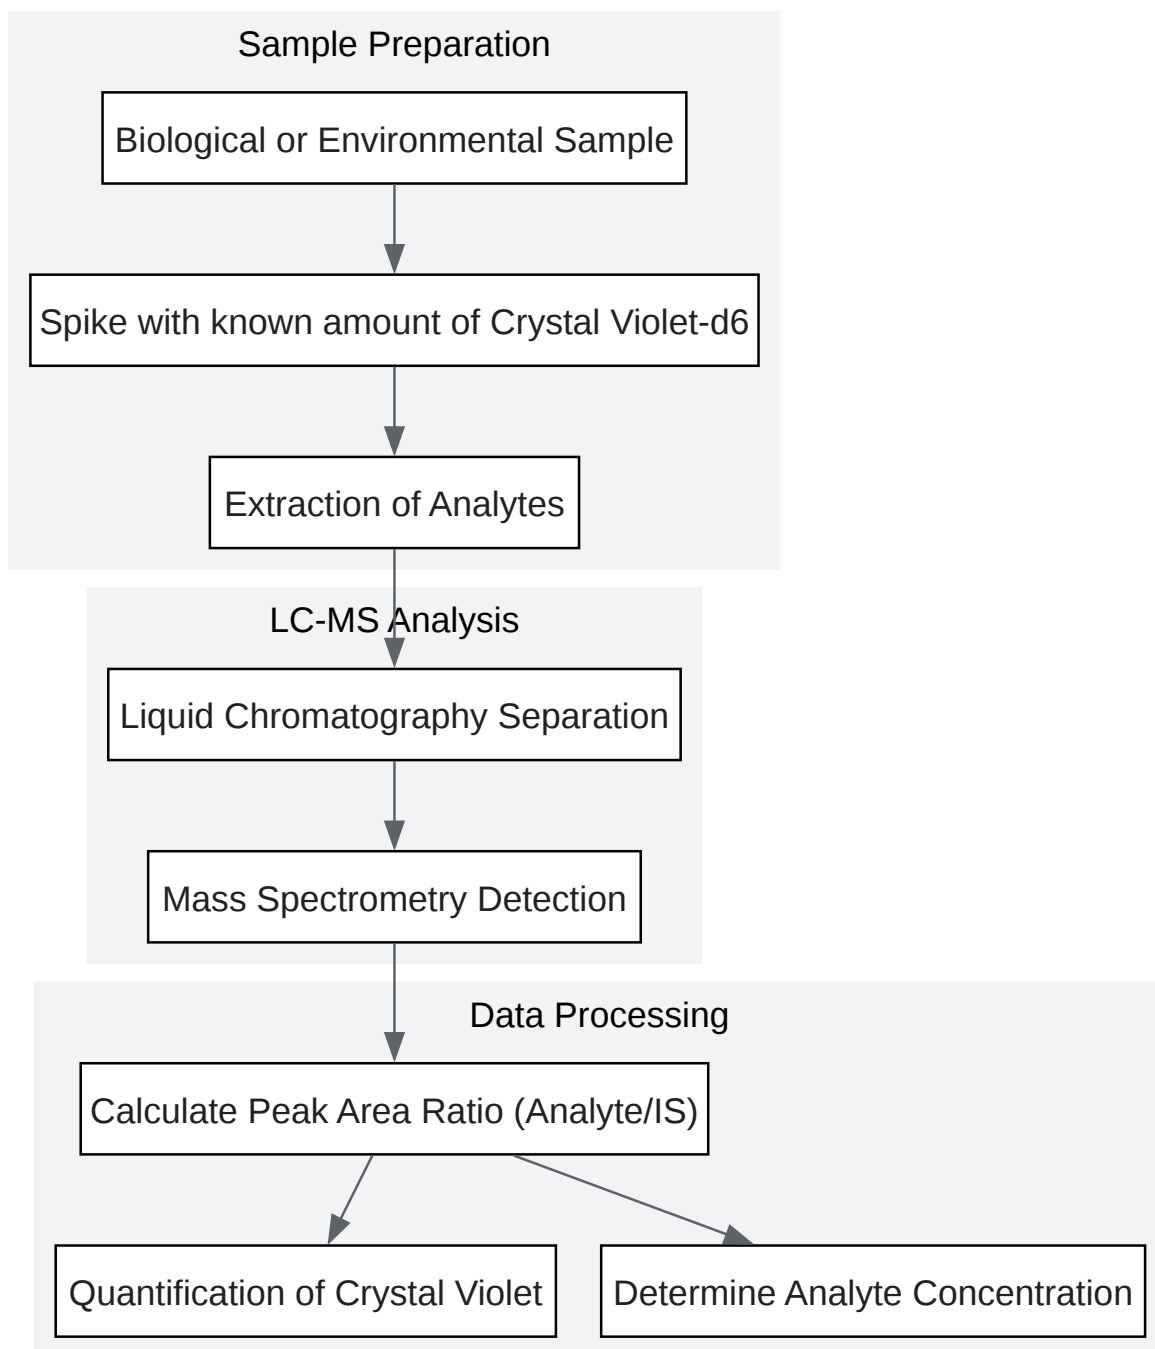 Sample Preparation
Biological or Environmental Sample
Spike with known amount of Crystal Violet-d6
Extraction of Analytes
LC-MS Analysis
Liquid Chromatography Separation
Mass Spectrometry Detection
Data Processing
Calculate Peak Area Ratio (Analyte/IS)
Quantification of Crystal Violet
Determine Analyte Concentration